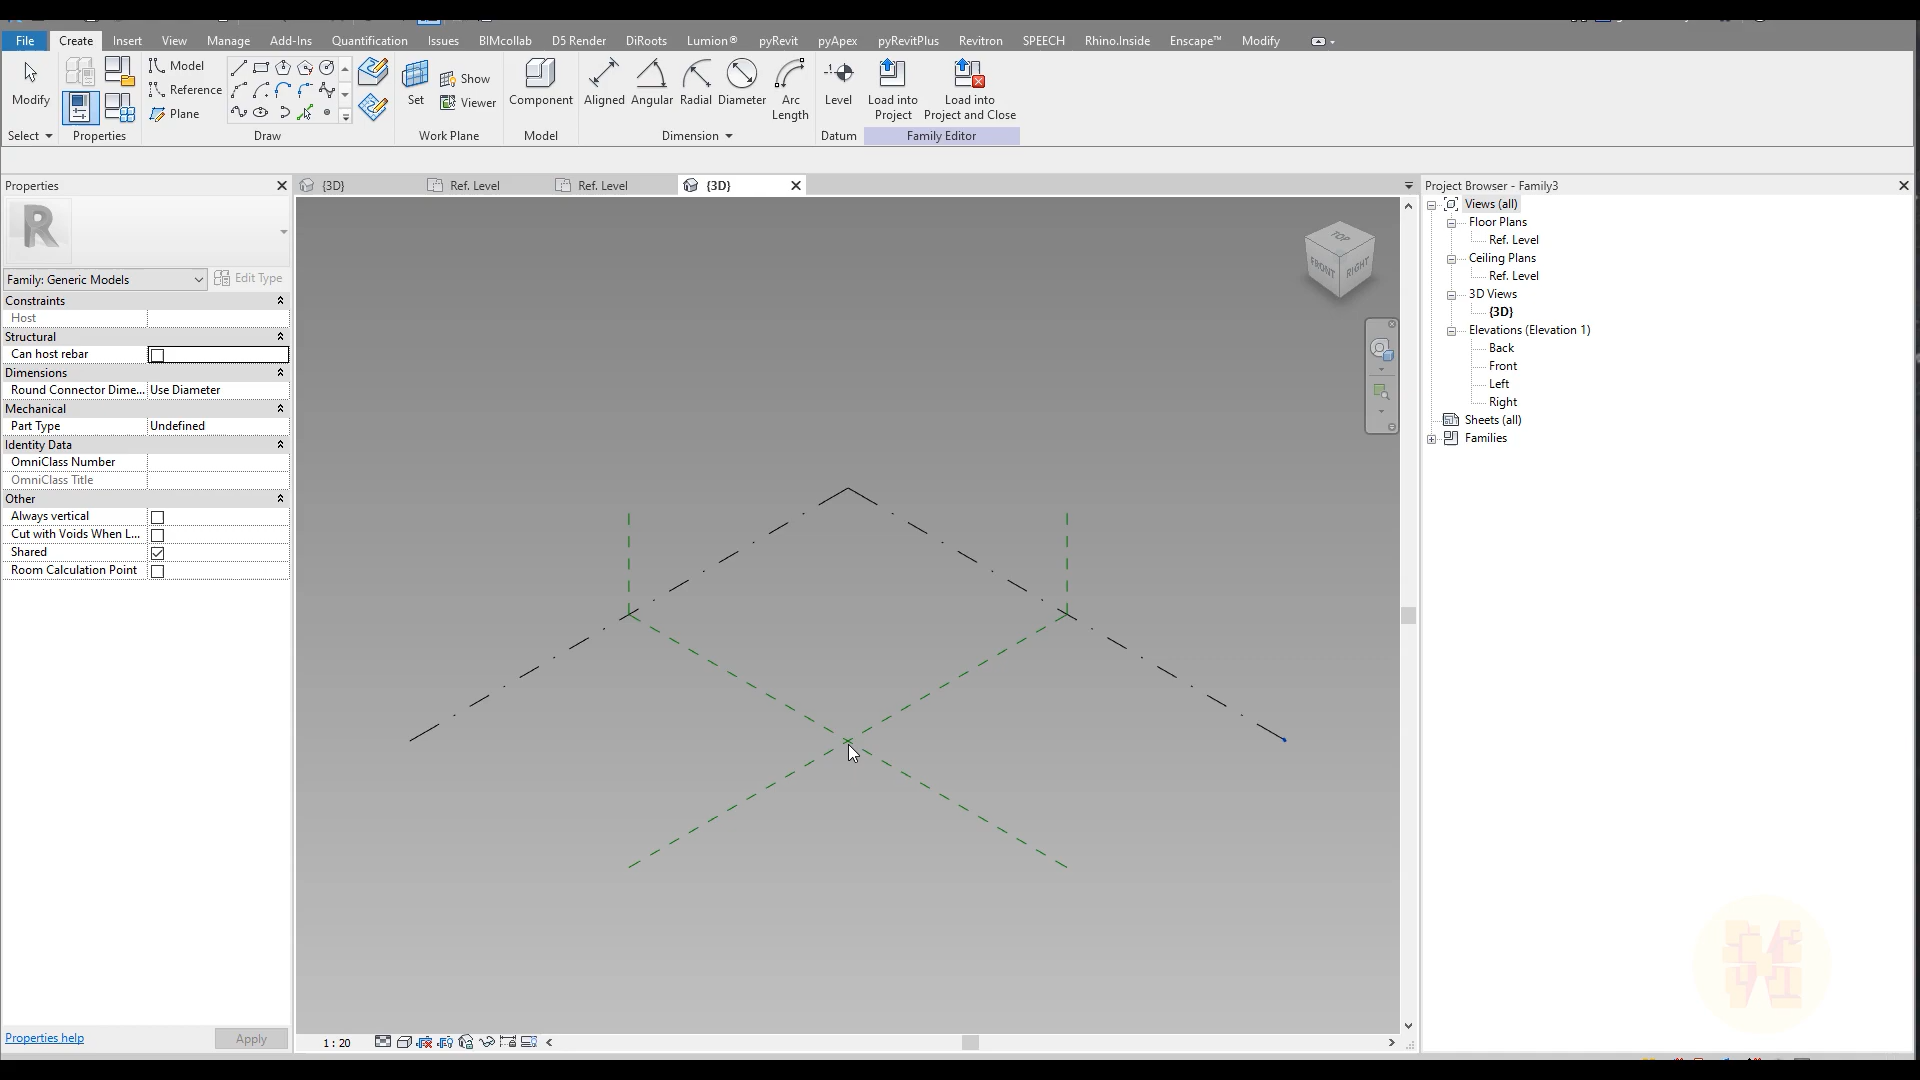 File Create Insert View Manage Add-Ins Quantification Issues BIMcollab D5 Render DiRoots Lumion® pyRevit pyApex pyRevitPlus Revitron SPEECH Rhino.Inside Enscape™ Modify
Modify
Model
Reference
Plane
Set
Show
Viewer
Component
Aligned
Angular
Radial
Diameter
Arc
Length
Level
Load into
Project
Load into
Project and Close
Select Properties Draw Work Plane Model Dimension Datum Family Editor
Properties
{3D} Ref. Level Ref. Level {3D}
Project Browser - Family3
R
Family: Generic Models
Edit Type
Constraints
Host
Structural
Can host rebar
Dimensions
Round Connector Dime... Use Diameter
Mechanical
Part Type Undefined
Identity Data
OmniClass Number
OmniClass Title
Other
Always vertical
Cut with Voids When L...
Shared
Room Calculation Point
Properties help
Apply
TOP
FRONT RIGHT
1 : 20
Views (all)
Floor Plans
Ref. Level
Ceiling Plans
Ref. Level
3D Views
{3D}
Elevations (Elevation 1)
Back
Front
Left
Right
Sheets (all)
Families